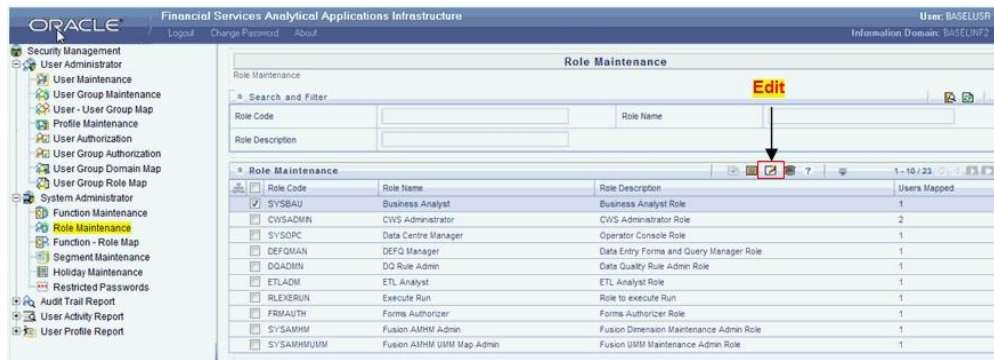 ORACLE
Financial Services Analytical Applications Infrastructure
User: BASELUSR
Logout Change Password About
Information Domain: BASELINF2
Security Management
User Administrator
User Maintenance
User Group Maintenance
User - User Group Map
Profile Maintenance
User Authorization
User Group Authorization
User Group Domain Map
User Group Role Map
System Administrator
Function Maintenance
Role Maintenance
Function - Role Map
Segment Maintenance
Holiday Maintenance
Restricted Passwords
Audit Trail Report
User Activity Report
User Profile Report
Role Maintenance
Role Maintenance
Edit
Search and Filter
Role Code
Role Name
Role Description
Role Maintenance
?
1 - 10 / 23
Role Code Role Name Role Description Users Mapped
SYSBAU Business Analyst Business Analyst Role 1
CWSADMIN CWS Administrator CWS Administrator Role 2
SYSOPC Data Centre Manager Operator Console Role 1
DEFQMAN DEFQ Manager Data Entry Forms and Query Manager Role 1
DQADMN DQ Rule Admin Data Quality Rule Admin Role 1
ETLADM ETL Analyst ETL Analyst Role 1
RLEXERUN Execute Run Role to execute Run 1
FRMAUTH Forms Authorizer Forms Authorizer Role 1
SYSAMHM Fusion AMHM Admin Fusion Dimension Maintenance Admin Role 1
SYSAMHMUMM Fusion AMHM UMM Map Admin Fusion UMM Maintenance Admin Role 1